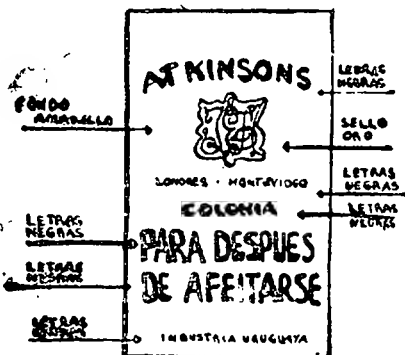 ATKINSONS
LETRAS
NEGRAS
FONDO
AMARILLO
SELLO
ORO
LONDRES - MONTEVIDEO
LETRAS
NEGRAS
COLONIA
LETRAS
NEGRAS
LETRAS
NEGRAS
PARA DESPUES
LETRAS
NEGRAS
DE AFEITARSE
LETRAS
INDUSTRIA URUGUAYA